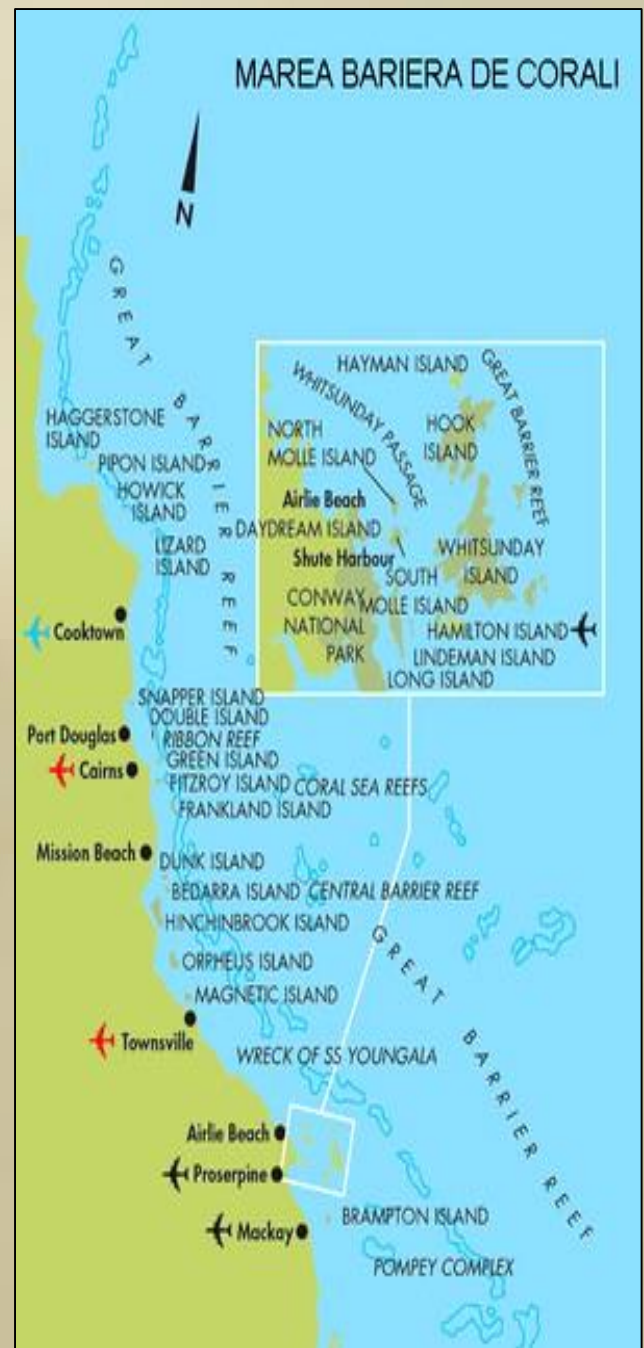 MAREA BARIERA DE CORALI
N
GREAT BARRIER REEF
HAGGERSTONE
ISLAND
PIPON ISLAND
HOWICK
ISLAND
LIZARD
ISLAND
Cooktown
HAYMAN ISLAND
WHITSUNDAY PASSAGE
GREAT BARRIER REEF
HOOK
ISLAND
NORTH
MOLLE ISLAND
Airlie Beach
DAYDREAM ISLAND
Shute Harbour
WHITSUNDAY
ISLAND
SOUTH
MOLLE ISLAND
CONWAY
NATIONAL
PARK
HAMILTON ISLAND
LINDEMAN ISLAND
LONG ISLAND
SNAPPER ISLAND
DOUBLE ISLAND
Port Douglas
RIBBON REEF
GREEN ISLAND
Cairns
FITZROY ISLAND
CORAL SEA REEFS
FRANKLAND ISLAND
Mission Beach
DUNK ISLAND
BEDARRA ISLAND
CENTRAL BARRIER REEF
HINCHINBROOK ISLAND
GREAT BARRIER REEF
ORPHEUS ISLAND
MAGNETIC ISLAND
Townsville
WRECK OF SS YOUNGALA
Airlie Beach
Proserpine
BRAMPTON ISLAND
Mackay
POMPEY COMPLEX